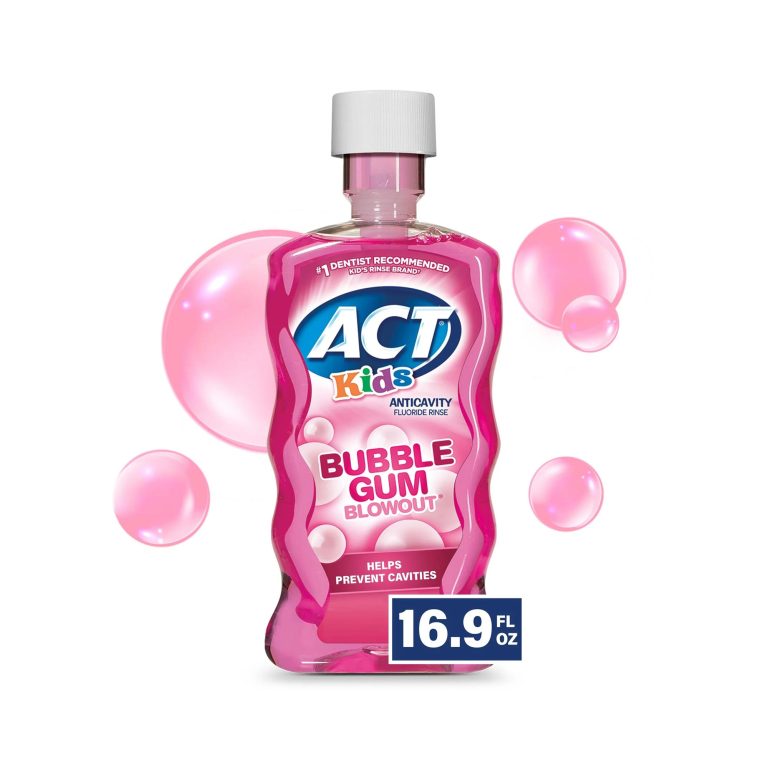 #1 DENTIST RECOMMENDED
KID'S RINSE BRAND†
ACT®
Kids
ANTICAVITY
FLUORIDE RINSE
BUBBLE
GUM
BLOWOUT®
HELPS
PREVENT CAVITIES
16.9 FL OZ